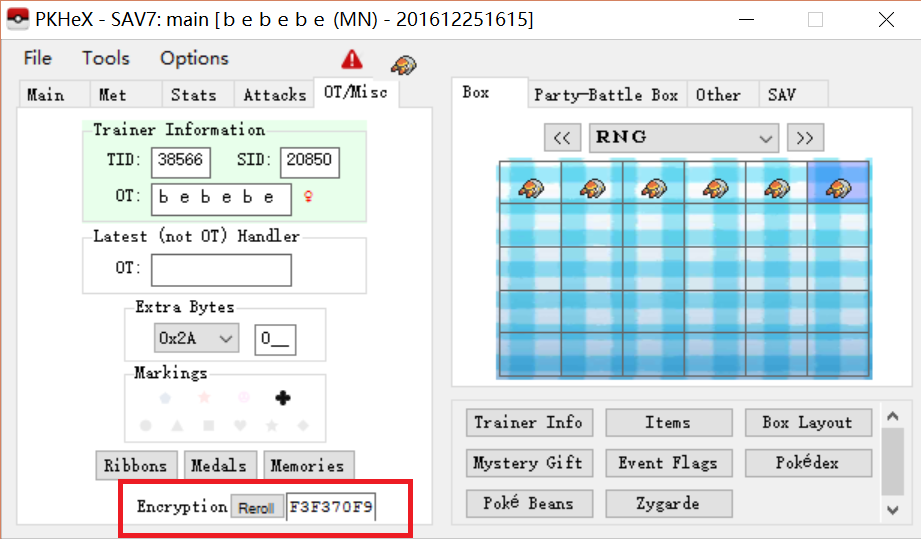 PKHeX - SAV7: main [b e b e b e (MN) - 201612251615]
File Tools Options
Main Met Stats Attacks OT/Misc
Trainer Information
TID: 38566 SID: 20850
OT: b e b e b e ♀
Latest (not OT) Handler
OT:
Extra Bytes
0x2A 0__
Markings
Ribbons Medals Memories
Encryption Reroll F3F370F9
Box Party-Battle Box Other SAV
<< RNG >>
Trainer Info Items Box Layout
Mystery Gift Event Flags Pokédex
Poké Beans Zygarde